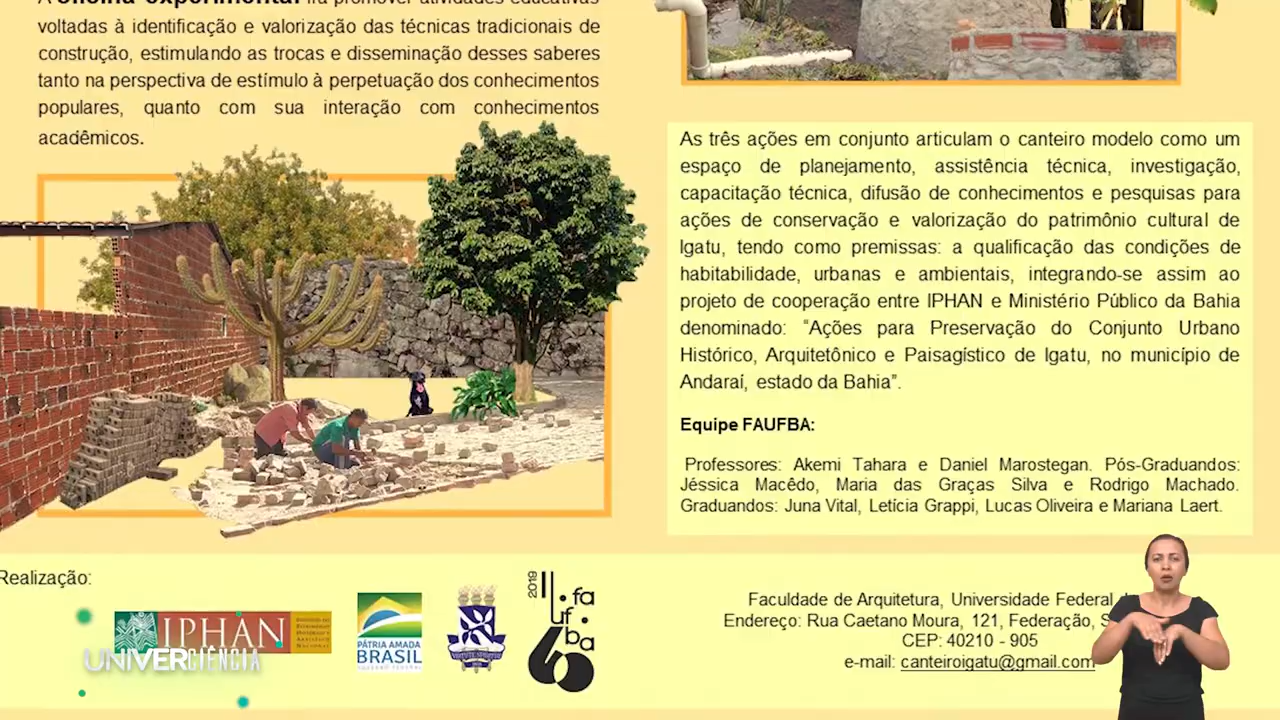 A oficina experimental irá promover atividades educativas
voltadas à identificação e valorização das técnicas tradicionais de
construção, estimulando as trocas e disseminação desses saberes
tanto na perspectiva de estímulo à perpetuação dos conhecimentos
populares, quanto com sua interação com conhecimentos
acadêmicos.
As três ações em conjunto articulam o canteiro modelo como um
espaço de planejamento, assistência técnica, investigação,
capacitação técnica, difusão de conhecimentos e pesquisas para
ações de conservação e valorização do patrimônio cultural de
Igatu, tendo como premissas: a qualificação das condições de
habitabilidade, urbanas e ambientais, integrando-se assim ao
projeto de cooperação entre IPHAN e Ministério Público da Bahia
denominado: "Ações para Preservação do Conjunto Urbano
Histórico, Arquitetônico e Paisagístico de Igatu, no município de
Andaraí, estado da Bahia".
Equipe FAUFBA:
Professores: Akemi Tahara e Daniel Marostegan. Pós-Graduandos:
Jéssica Macêdo, Maria das Graças Silva e Rodrigo Machado.
Graduandos: Juna Vital, Letícia Grappi, Lucas Oliveira e Mariana Laert.
Realização:
IPHAN
UNIVERCIÊNCIA
PÁTRIA AMADA
BRASIL
GOVERNO FEDERAL
2019
fa
uf
ba
60
Faculdade de Arquitetura, Universidade Federal
Endereço: Rua Caetano Moura, 121, Federação,
CEP: 40210 - 905
e-mail: canteiroigatu@gmail.com